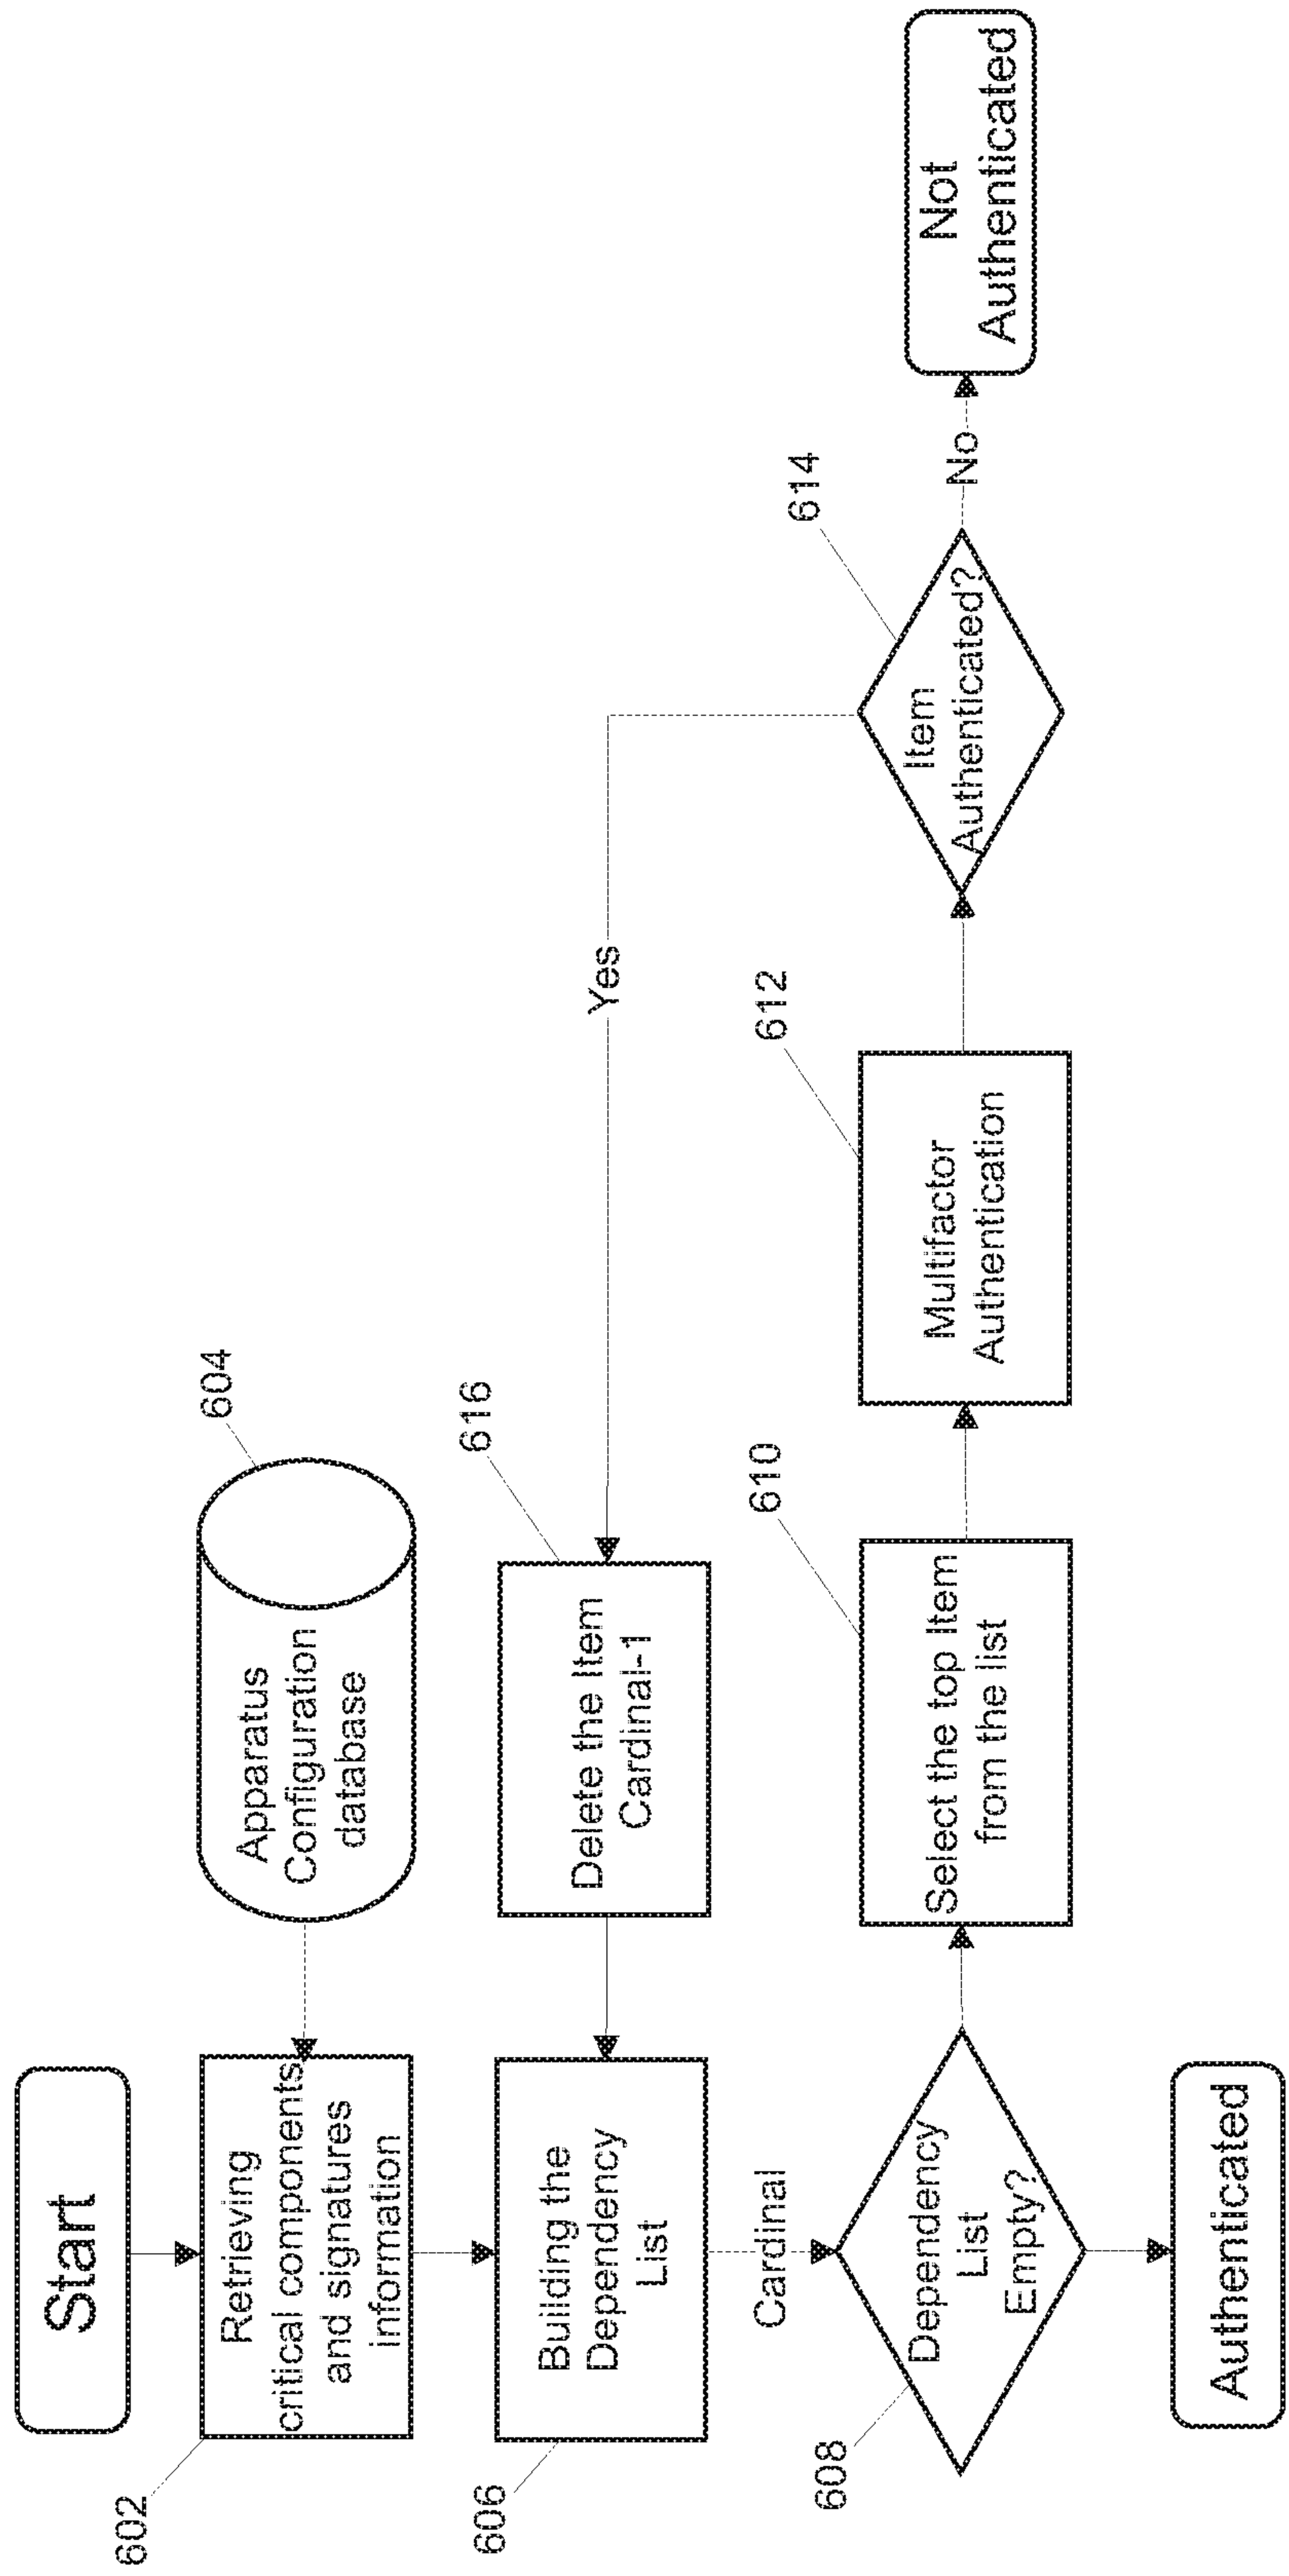 Start
602
Retrieving
critical components
and signatures
information
604
Apparatus
Configuration
database
606
Building the
Dependency
List
616
Delete the Item
Cardinal-1
Yes
Cardinal
608
Dependency
List
Empty?
610
Select the top Item
from the list
612
Multifactor
Authentication
614
Item
Authenticated?
No
Not
Authenticated
Authenticated